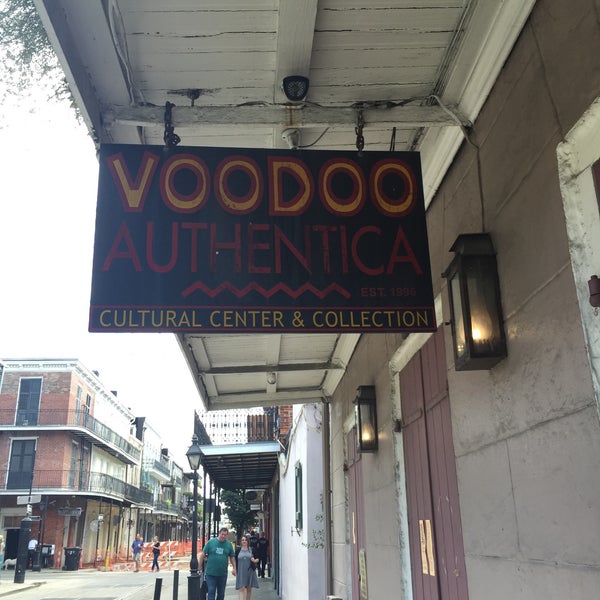 VOODOO
AUTHENTICA
EST. 1996
CULTURAL CENTER & COLLECTION